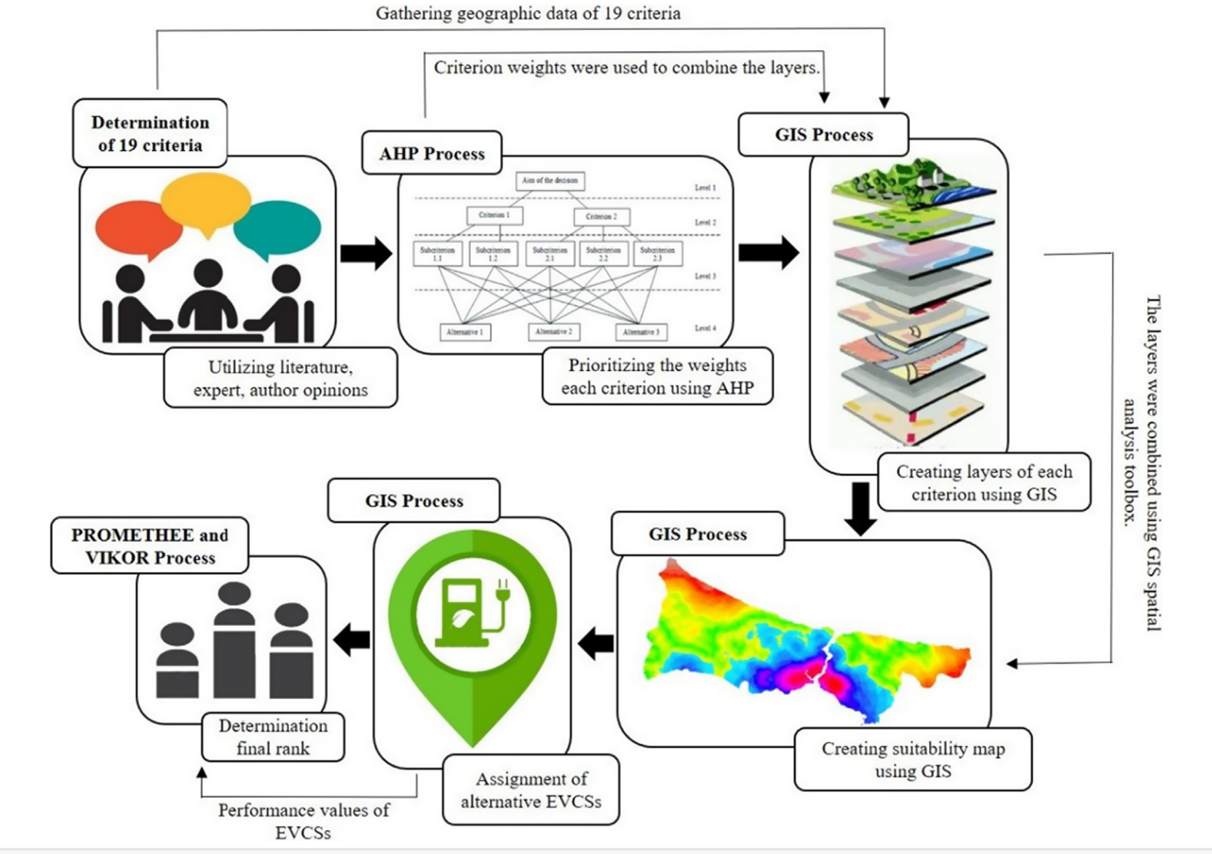 Gathering geographic data of 19 criteria
Criterion weights were used to combine the layers.
Determination
of 19 criteria
Utilizing literature,
expert, author opinions
AHP Process
Aim of the decision
Level 1
Criterion 1
Criterion 2
Level 2
Subcriterion
1.1
Subcriterion
1.2
Subcriterion
2.1
Subcriterion
2.2
Subcriterion
2.3
Level 3
Alternative 1
Alternative 2
Alternative 3
Level 4
Prioritizing the weights
each criterion using AHP
GIS Process
Creating layers of each
criterion using GIS
The layers were combined using GIS spatial
analysis toolbox.
GIS Process
Creating suitability map
using GIS
GIS Process
Assignment of
alternative EVCSs
PROMETHEE and
VIKOR Process
Determination
final rank
Performance values of
EVCSs